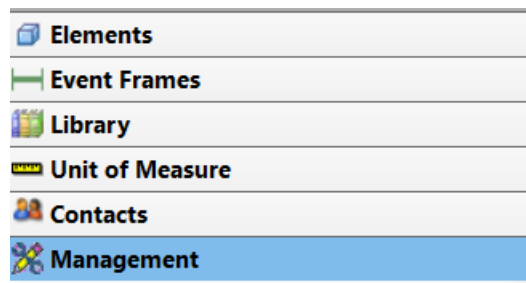 Elements
Event Frames
Library
Unit of Measure
Contacts
Management